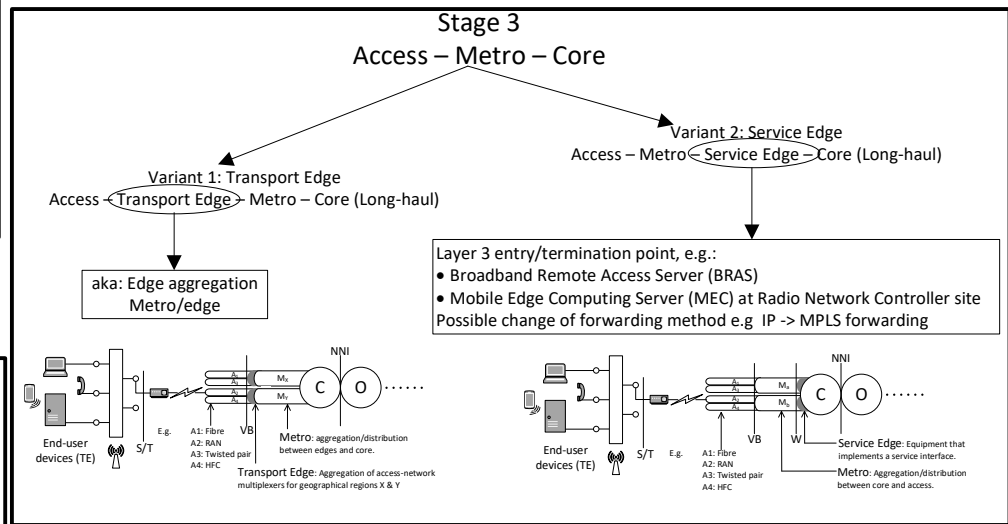 Stage 3
Access – Metro – Core
Variant 1: Transport Edge
Access – Transport Edge – Metro – Core (Long-haul)
Variant 2: Service Edge
Access – Metro – Service Edge – Core (Long-haul)
aka: Edge aggregation
Metro/edge
Layer 3 entry/termination point, e.g.:
• Broadband Remote Access Server (BRAS)
• Mobile Edge Computing Server (MEC) at Radio Network Controller site
Possible change of forwarding method e.g IP -> MPLS forwarding
NNI
MX
MY
C
O
......
End-user
devices (TE)
S/T
E.g.
A1: Fibre
A2: RAN
A3: Twisted pair
A4: HFC
VB
Metro: aggregation/distribution
between edges and core.
Transport Edge: Aggregation of access-network
multiplexers for geographical regions X & Y
NNI
Ma
Mb
C
O
......
End-user
devices (TE)
S/T
E.g.
A1: Fibre
A2: RAN
A3: Twisted pair
A4: HFC
VB
W
Service Edge: Equipment that
implements a service interface.
Metro: Aggregation/distribution
between core and access.